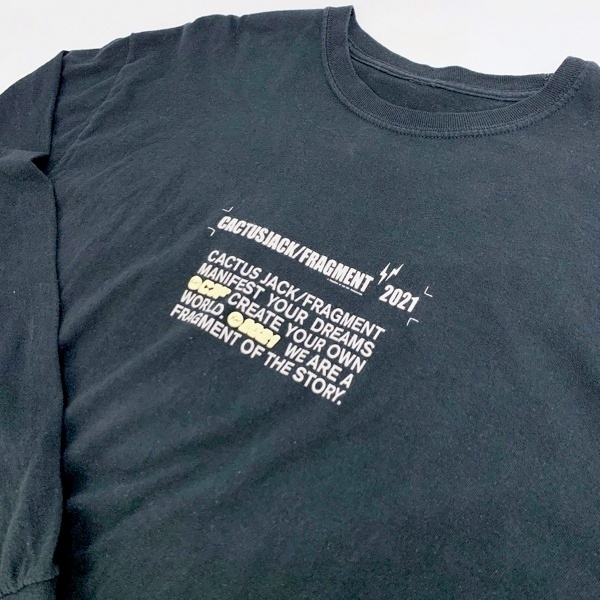 CACTUSJACK/FRAGMENT 2021
CACTUS JACK/FRAGMENT
MANIFEST YOUR DREAMS
CREATE YOUR OWN
WORLD. WE ARE A
FRAGMENT OF THE STORY.